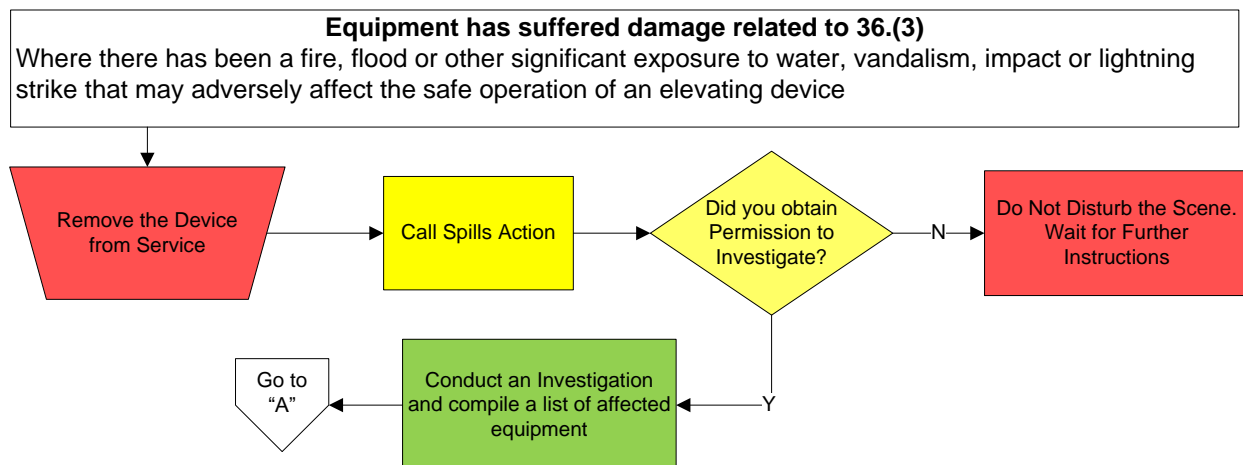 Equipment has suffered damage related to 36.(3)
Where there has been a fire, flood or other significant exposure to water, vandalism, impact or lightning
strike that may adversely affect the safe operation of an elevating device
Remove the Device
from Service
Call Spills Action
Did you obtain
Permission to
Investigate?
N
Do Not Disturb the Scene.
Wait for Further
Instructions
Y
Conduct an Investigation
and compile a list of affected
equipment
Go to
“A”